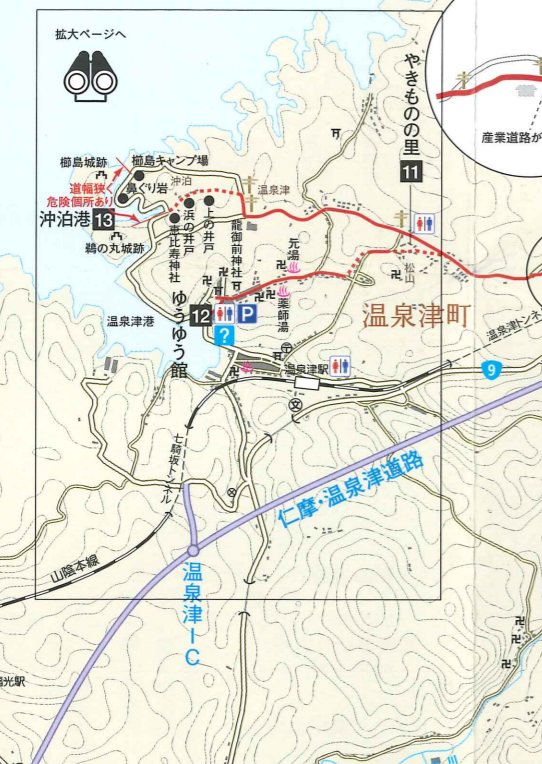 拡大ページへ
やきものの里
11
産業道路が
櫛島城跡
櫛島キャンプ場
鼻ぐり岩
道幅狭く
危険個所あり
沖泊
温泉津
沖泊港 13
鵜の丸城跡
恵比寿神社
浜の井戸
上の井戸
龍御前神社
元湯
薬師湯
松山
温泉津町
温泉津港
ゆうゆう館
12
P
?
温泉津駅
温泉津トンネ
9
七騎坂トンネル
仁摩・温泉津道路
山陰本線
温泉津IC
光駅